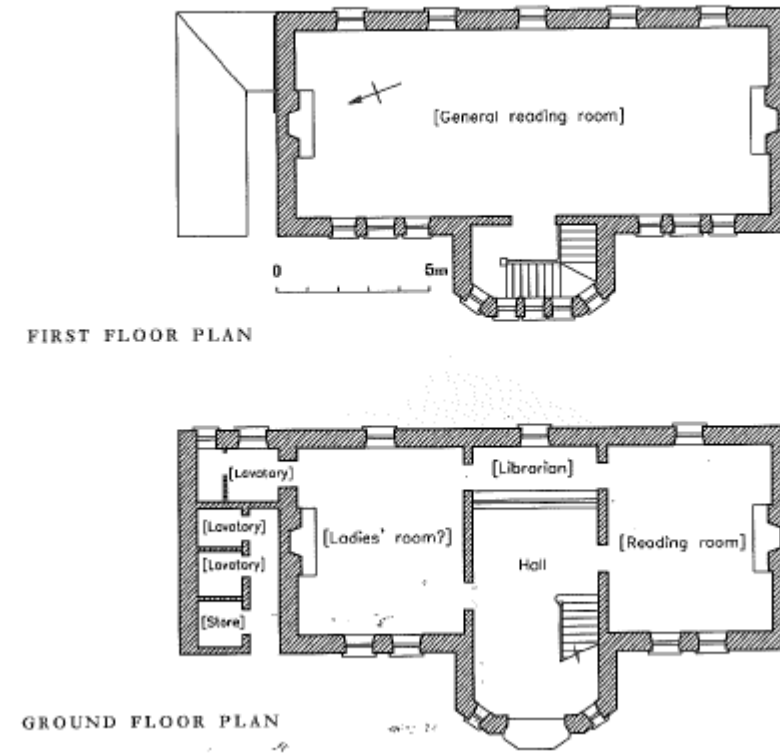 [General reading room]
0 5m
FIRST FLOOR PLAN
[Lavatory]
[Librarian]
[Lavatory]
[Ladies' room?]
[Reading room]
[Lavatory]
Hall
[Store]
GROUND FLOOR PLAN